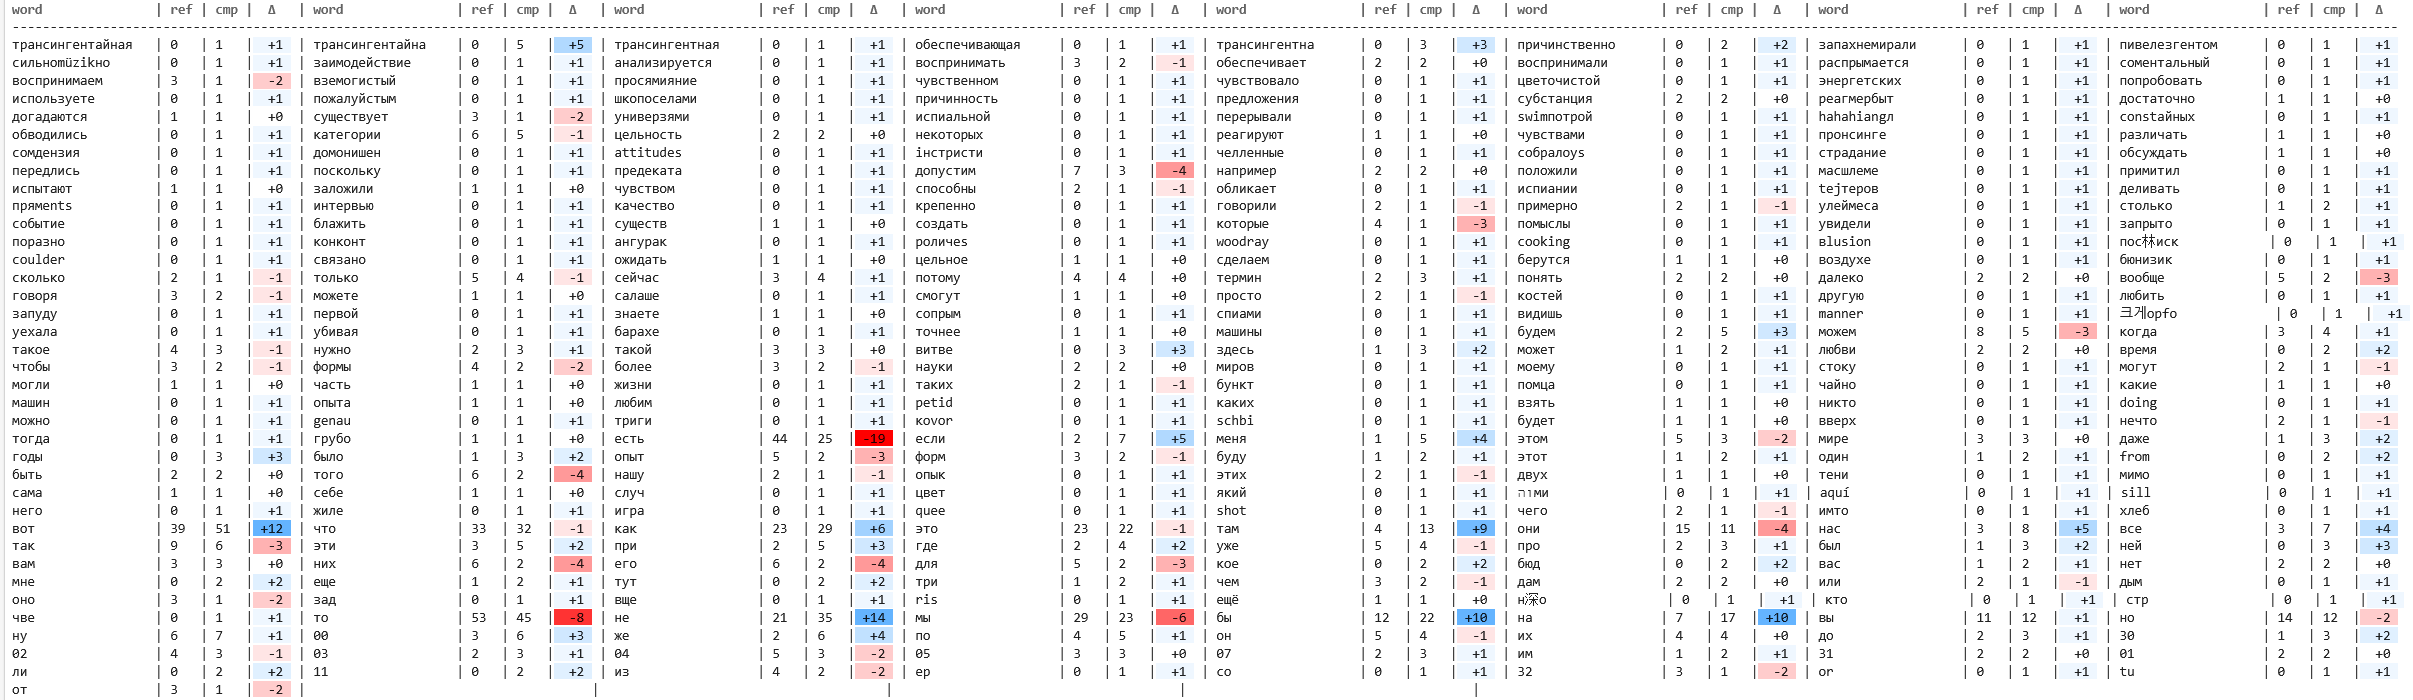 word | ref | cmp | Δ | word | ref | cmp | Δ | word | ref | cmp | Δ | word | ref | cmp | Δ | word | ref | cmp | Δ | word | ref | cmp | Δ | word | ref | cmp | Δ | word | ref | cmp | Δ
трансингентайная | 0 | 1 | +1 | трансингентайна | 0 | 5 | +5 | трансингентная | 0 | 1 | +1 | обеспечивающая | 0 | 1 | +1 | трансингентна | 0 | 3 | +3 | причинственно | 0 | 2 | +2 | запахнемирали | 0 | 1 | +1 | пивелезгентом | 0 | 1 | +1
сильномüzikно | 0 | 1 | +1 | заимодействие | 0 | 1 | +1 | анализируется | 0 | 1 | +1 | воспринимать | 3 | 2 | -1 | обеспечивает | 2 | 2 | +0 | воспринимали | 0 | 1 | +1 | распрымается | 0 | 1 | +1 | соментальный | 0 | 1 | +1
воспринимаем | 3 | 1 | -2 | вземогистый | 0 | 1 | +1 | просямияние | 0 | 1 | +1 | чувственном | 0 | 1 | +1 | чувствовало | 0 | 1 | +1 | цветочистой | 0 | 1 | +1 | энергетских | 0 | 1 | +1 | попробовать | 0 | 1 | +1
используете | 0 | 1 | +1 | пожалуйстым | 0 | 1 | +1 | шкопоселами | 0 | 1 | +1 | причинность | 0 | 1 | +1 | предложения | 0 | 1 | +1 | субстанция | 2 | 2 | +0 | реагмербыт | 0 | 1 | +1 | достаточно | 1 | 1 | +0
догадаются | 1 | 1 | +0 | существует | 3 | 1 | -2 | универзями | 0 | 1 | +1 | испиальной | 0 | 1 | +1 | перерывали | 0 | 1 | +1 | swimпотрой | 0 | 1 | +1 | hahahiangл | 0 | 1 | +1 | constайных | 0 | 1 | +1
обводились | 0 | 1 | +1 | категории | 6 | 5 | -1 | цельность | 2 | 2 | +0 | некоторых | 0 | 1 | +1 | реагируют | 1 | 1 | +0 | чувствами | 0 | 1 | +1 | пронсинге | 0 | 1 | +1 | различать | 1 | 1 | +0
сомдензия | 0 | 1 | +1 | домонишен | 0 | 1 | +1 | attitudes | 0 | 1 | +1 | інстристи | 0 | 1 | +1 | челленные | 0 | 1 | +1 | собралоys | 0 | 1 | +1 | страдание | 0 | 1 | +1 | обсуждать | 1 | 1 | +0
передлись | 0 | 1 | +1 | поскольку | 0 | 1 | +1 | предеката | 0 | 1 | +1 | допустим | 7 | 3 | -4 | например | 2 | 2 | +0 | положили | 0 | 1 | +1 | масшлеме | 0 | 1 | +1 | примитил | 0 | 1 | +1
испытают | 1 | 1 | +0 | заложили | 1 | 1 | +0 | чувством | 0 | 1 | +1 | способны | 2 | 1 | -1 | обликает | 0 | 1 | +1 | испиании | 0 | 1 | +1 | теjтеров | 0 | 1 | +1 | деливать | 0 | 1 | +1
пряments | 0 | 1 | +1 | интервью | 0 | 1 | +1 | качество | 0 | 1 | +1 | крепенно | 0 | 1 | +1 | говорили | 2 | 1 | -1 | примерно | 2 | 1 | -1 | улеймеса | 0 | 1 | +1 | столько | 1 | 2 | +1
событие | 0 | 1 | +1 | блажить | 0 | 1 | +1 | существ | 1 | 1 | +0 | создать | 0 | 1 | +1 | которые | 4 | 1 | -3 | помыслы | 0 | 1 | +1 | увидели | 0 | 1 | +1 | запрыто | 0 | 1 | +1
поразно | 0 | 1 | +1 | конконт | 0 | 1 | +1 | ангурак | 0 | 1 | +1 | роличes | 0 | 1 | +1 | woodray | 0 | 1 | +1 | cooking | 0 | 1 | +1 | вlusion | 0 | 1 | +1 | | 0 | 1 | +1
coulder | 0 | 1 | +1 | связано | 0 | 1 | +1 | ожидать | 1 | 1 | +0 | цельное | 1 | 1 | +0 | сделаем | 0 | 1 | +1 | берутся | 1 | 1 | +0 | воздухе | 0 | 1 | +1 | бюнизик | 0 | 1 | +1
сколько | 2 | 1 | -1 | только | 5 | 4 | -1 | сейчас | 3 | 4 | +1 | потому | 4 | 4 | +0 | термин | 2 | 3 | +1 | понять | 2 | 2 | +0 | далеко | 2 | 2 | +0 | вообще | 5 | 2 | -3
говоря | 3 | 2 | -1 | можете | 1 | 1 | +0 | салаше | 0 | 1 | +1 | смогут | 1 | 1 | +0 | просто | 2 | 1 | -1 | костей | 0 | 1 | +1 | другую | 0 | 1 | +1 | любить | 0 | 1 | +1
запуду | 0 | 1 | +1 | первой | 0 | 1 | +1 | знаете | 1 | 1 | +0 | сопрым | 0 | 1 | +1 | спиами | 0 | 1 | +1 | видишь | 0 | 1 | +1 | manner | 0 | 1 | +1 | 크게орfo | 0 | 1 | +1
уехала | 0 | 1 | +1 | убивая | 0 | 1 | +1 | барахе | 0 | 1 | +1 | точнее | 1 | 1 | +0 | машины | 0 | 1 | +1 | будем | 2 | 5 | +3 | можем | 8 | 5 | -3 | когда | 3 | 4 | +1
такое | 4 | 3 | -1 | нужно | 2 | 3 | +1 | такой | 3 | 3 | +0 | витве | 0 | 3 | +3 | здесь | 1 | 3 | +2 | может | 1 | 2 | +1 | любви | 2 | 2 | +0 | время | 0 | 2 | +2
чтобы | 3 | 2 | -1 | формы | 4 | 2 | -2 | более | 3 | 2 | -1 | науки | 2 | 2 | +0 | миров | 0 | 1 | +1 | моему | 0 | 1 | +1 | стоку | 0 | 1 | +1 | могут | 2 | 1 | -1
могли | 1 | 1 | +0 | часть | 1 | 1 | +0 | жизни | 0 | 1 | +1 | таких | 2 | 1 | -1 | бункт | 0 | 1 | +1 | помца | 0 | 1 | +1 | чайно | 0 | 1 | +1 | какие | 1 | 1 | +0
машин | 0 | 1 | +1 | опыта | 1 | 1 | +0 | любим | 0 | 1 | +1 | petid | 0 | 1 | +1 | каких | 0 | 1 | +1 | взять | 1 | 1 | +0 | никто | 0 | 1 | +1 | doing | 0 | 1 | +1
можно | 0 | 1 | +1 | genau | 0 | 1 | +1 | триги | 0 | 1 | +1 | kovor | 0 | 1 | +1 | schbi | 0 | 1 | +1 | будет | 1 | 1 | +0 | вверх | 0 | 1 | +1 | нечто | 2 | 1 | -1
тогда | 0 | 1 | +1 | грубо | 1 | 1 | +0 | есть | 44 | 25 | -19 | если | 2 | 7 | +5 | меня | 1 | 5 | +4 | этом | 5 | 3 | -2 | мире | 3 | 3 | +0 | даже | 1 | 3 | +2
годы | 0 | 3 | +3 | было | 1 | 3 | +2 | опыт | 5 | 2 | -3 | форм | 3 | 2 | -1 | буду | 1 | 2 | +1 | этот | 1 | 2 | +1 | один | 1 | 2 | +1 | from | 0 | 2 | +2
быть | 2 | 2 | +0 | того | 6 | 2 | -4 | нашу | 2 | 1 | -1 | опык | 0 | 1 | +1 | этих | 2 | 1 | -1 | двух | 1 | 1 | +0 | тени | 0 | 1 | +1 | мимо | 0 | 1 | +1
сама | 1 | 1 | +0 | себе | 1 | 1 | +0 | случ | 0 | 1 | +1 | цвет | 0 | 1 | +1 | який | 0 | 1 | +1 | | 0 | 1 | +1 | aquí | 0 | 1 | +1 | sill | 0 | 1 | +1
него | 0 | 1 | +1 | жиле | 0 | 1 | +1 | игра | 0 | 1 | +1 | quee | 0 | 1 | +1 | shot | 0 | 1 | +1 | чего | 2 | 1 | -1 | имто | 0 | 1 | +1 | хлеб | 0 | 1 | +1
вот | 39 | 51 | +12 | что | 33 | 32 | -1 | как | 23 | 29 | +6 | это | 23 | 22 | -1 | там | 4 | 13 | +9 | они | 15 | 11 | -4 | нас | 3 | 8 | +5 | все | 3 | 7 | +4
так | 9 | 6 | -3 | эти | 3 | 5 | +2 | при | 2 | 5 | +3 | где | 2 | 4 | +2 | уже | 5 | 4 | -1 | про | 2 | 3 | +1 | был | 1 | 3 | +2 | ней | 0 | 3 | +3
вам | 3 | 3 | +0 | них | 6 | 2 | -4 | его | 6 | 2 | -4 | для | 5 | 2 | -3 | кое | 0 | 2 | +2 | бюд | 0 | 2 | +2 | вас | 1 | 2 | +1 | нет | 2 | 2 | +0
мне | 0 | 2 | +2 | еще | 1 | 2 | +1 | тут | 0 | 2 | +2 | три | 1 | 2 | +1 | чем | 3 | 2 | -1 | дам | 2 | 2 | +0 | или | 2 | 1 | -1 | дым | 0 | 1 | +1
оно | 3 | 1 | -2 | зад | 0 | 1 | +1 | вще | 0 | 1 | +1 | ris | 0 | 1 | +1 | ещё | 1 | 1 | +0 | | 0 | 1 | +1 | кто | 0 | 1 | +1 | стр | 0 | 1 | +1
чве | 0 | 1 | +1 | то | 53 | 45 | -8 | не | 21 | 35 | +14 | мы | 29 | 23 | -6 | бы | 12 | 22 | +10 | на | 7 | 17 | +10 | вы | 11 | 12 | +1 | но | 14 | 12 | -2
ну | 6 | 7 | +1 | 00 | 3 | 6 | +3 | же | 2 | 6 | +4 | по | 4 | 5 | +1 | он | 5 | 4 | -1 | их | 4 | 4 | +0 | до | 2 | 3 | +1 | 30 | 1 | 3 | +2
02 | 4 | 3 | -1 | 03 | 2 | 3 | +1 | 04 | 5 | 3 | -2 | 05 | 3 | 3 | +0 | 07 | 2 | 3 | +1 | им | 1 | 2 | +1 | 31 | 2 | 2 | +0 | 01 | 2 | 2 | +0
ли | 0 | 2 | +2 | 11 | 0 | 2 | +2 | из | 4 | 2 | -2 | ер | 0 | 1 | +1 | со | 0 | 1 | +1 | 32 | 3 | 1 | -2 | or | 0 | 1 | +1 | tu | 0 | 1 | +1
от | 3 | 1 | -2 | | | | |